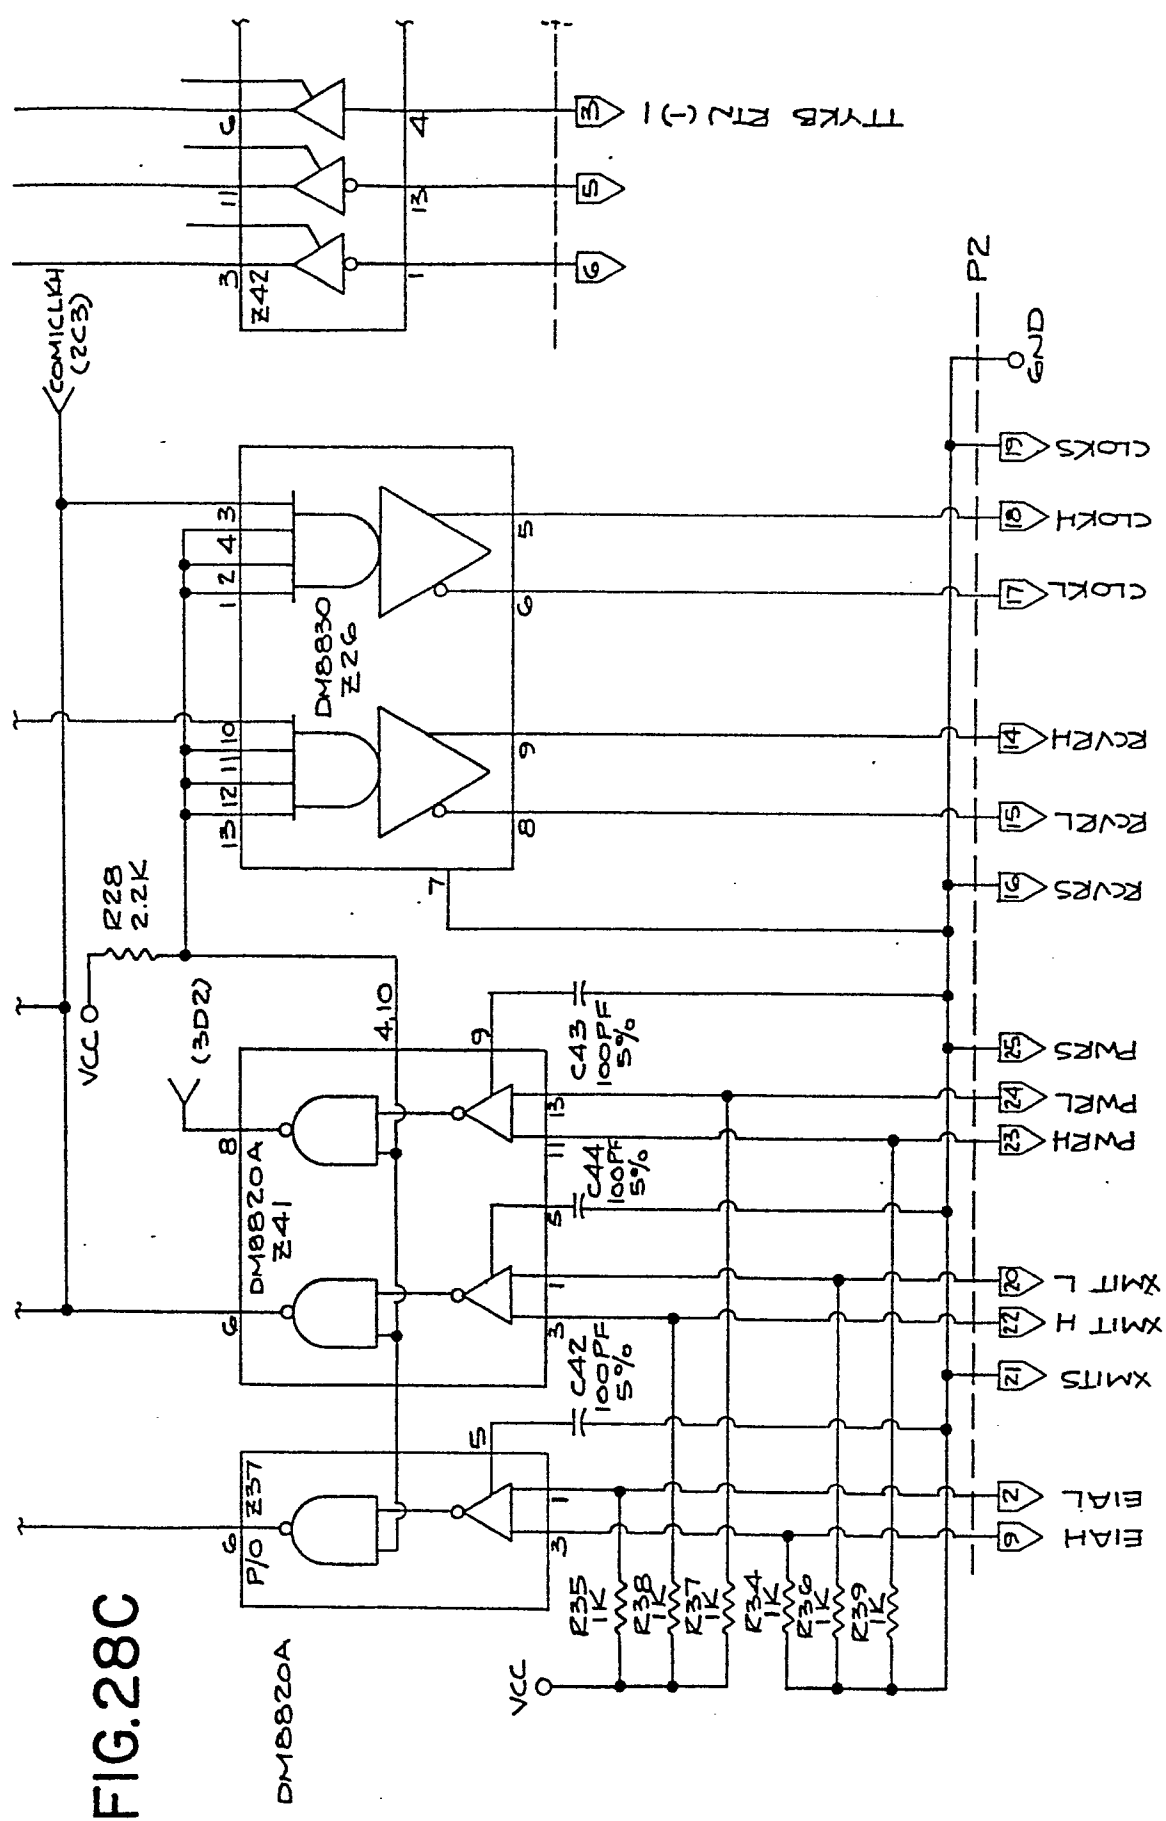 FIG.28C
DM8820A
6
P/O Z37
5
1
3
DM8820A
Z41
6
8
4,10
9
5
1
3
13
11
(3D2)
VCC
R28
2.2K
C42
100PF
5%
C44
100PF
5%
C43
100PF
5%
13
12
11
10
1
2
4
3
DM8830
Z26
7
8
9
6
5
COMICLKH
(2C3)
3
Z42
11
6
1
13
4
6
5
3
TTYKB RTN(-)1
VCC
R35
1K
R38
1K
R37
1K
R34
1K
R36
1K
R39
1K
P2
GND
9 EIAH
2 EIAL
21 XMITS
22 XMIT H
20 XMIT L
23 PWRH
24 PWRL
25 PWRS
16 RCVRS
15 RCVRL
14 RCVRH
17 CLOKL
18 CLOKH
19 CLOKS